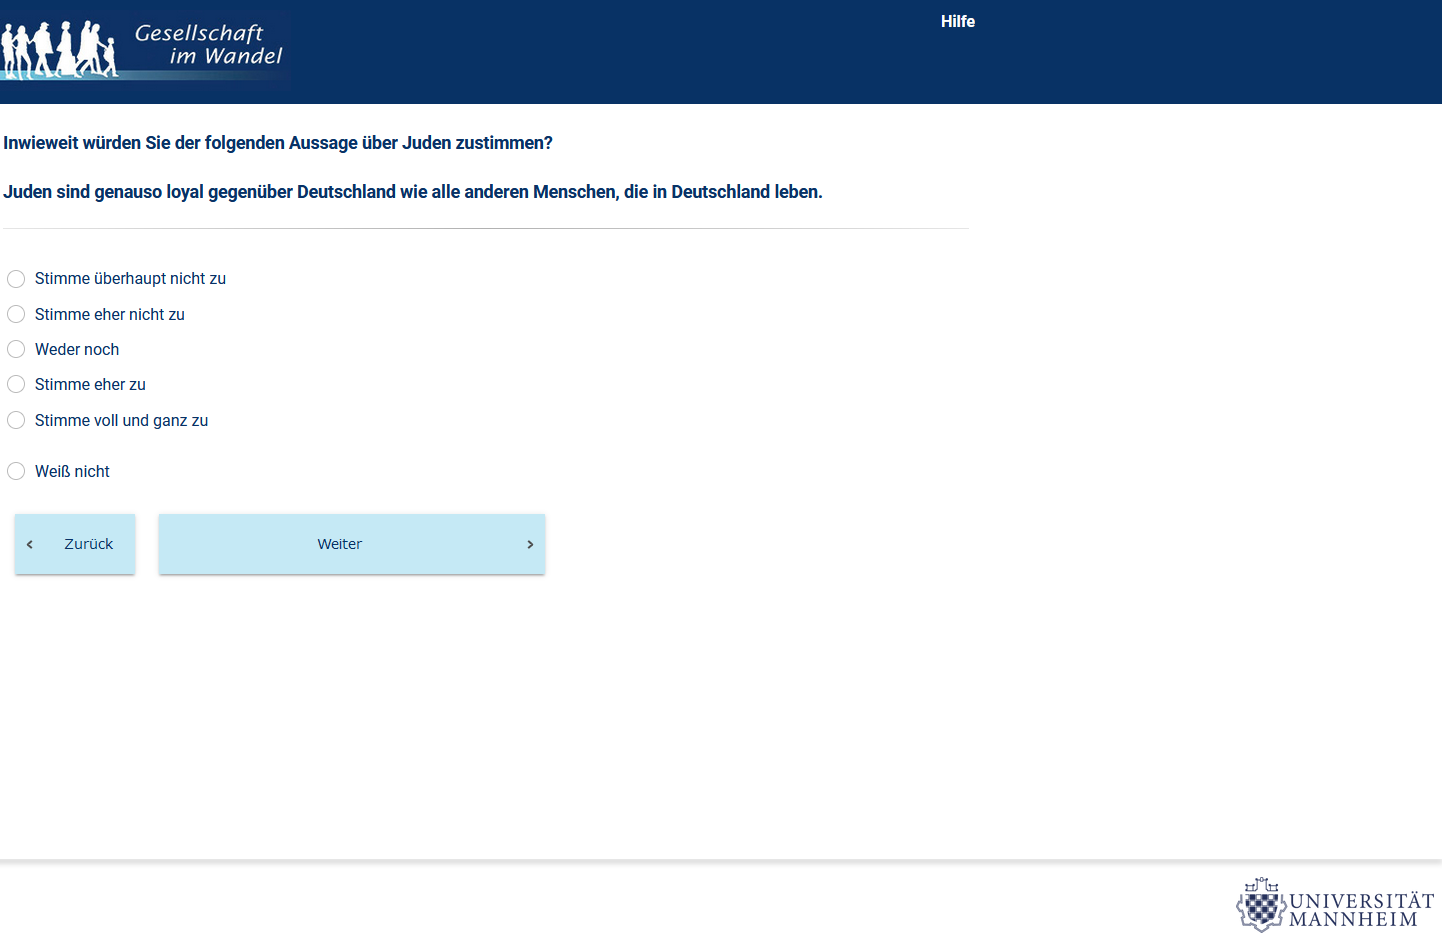 Gesellschaft
im Wandel
Hilfe
Inwieweit würden Sie der folgenden Aussage über Juden zustimmen?
Juden sind genauso loyal gegenüber Deutschland wie alle anderen Menschen, die in Deutschland leben.
Stimme überhaupt nicht zu
Stimme eher nicht zu
Weder noch
Stimme eher zu
Stimme voll und ganz zu
Weiß nicht
‹ Zurück
Weiter ›
UNIVERSITÄT
MANNHEIM